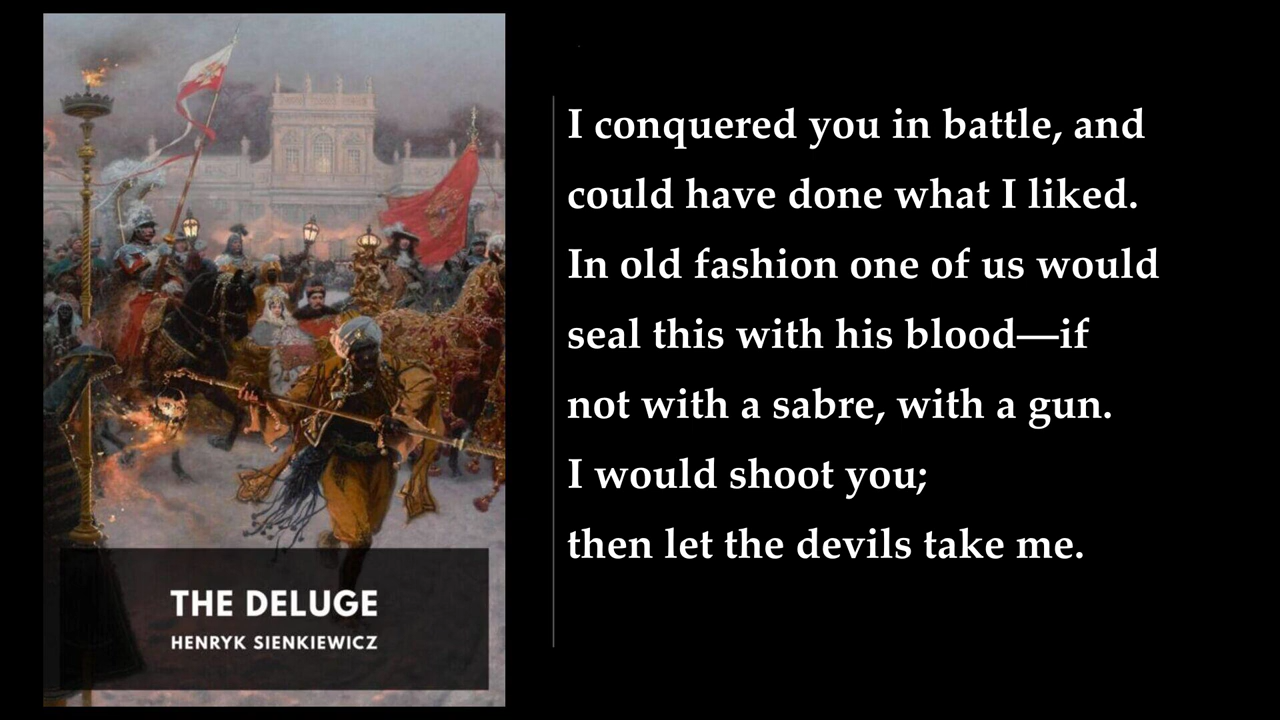 I conquered you in battle, and
could have done what I liked.
In old fashion one of us would
seal this with his blood—if
not with a sabre, with a gun.
I would shoot you;
then let the devils take me.
THE DELUGE
HENRYK SIENKIEWICZ